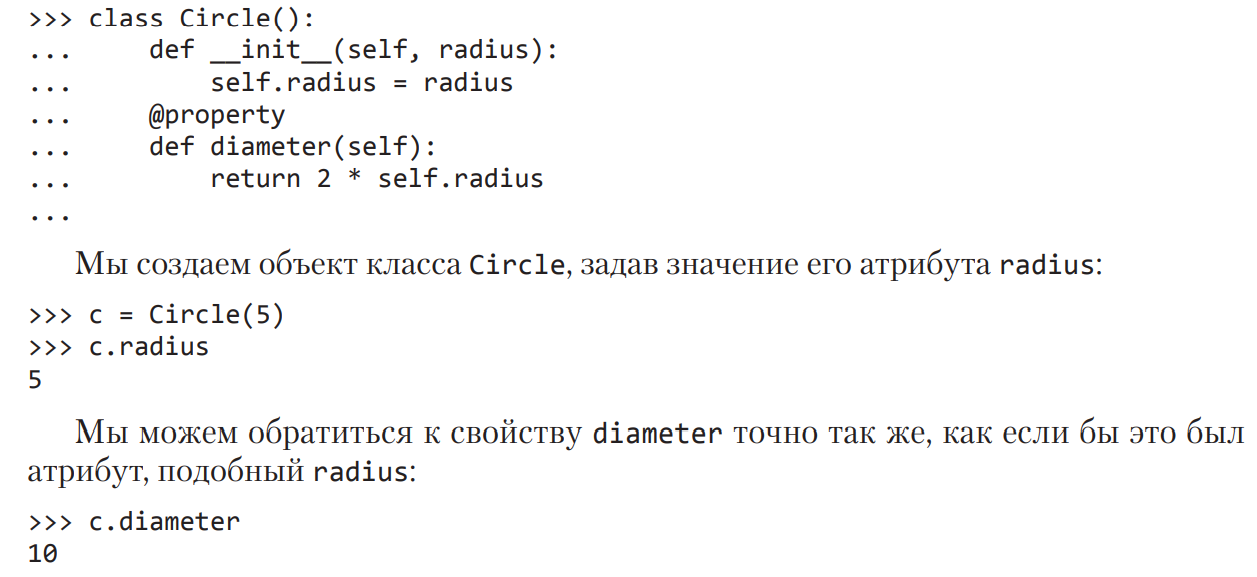 >>> class Circle():
...     def __init__(self, radius):
...         self.radius = radius
...     @property
...     def diameter(self):
...         return 2 * self.radius
...
Мы создаем объект класса Circle, задав значение его атрибута radius:
>>> c = Circle(5)
>>> c.radius
5
Мы можем обратиться к свойству diameter точно так же, как если бы это был
атрибут, подобный radius:
>>> c.diameter
10